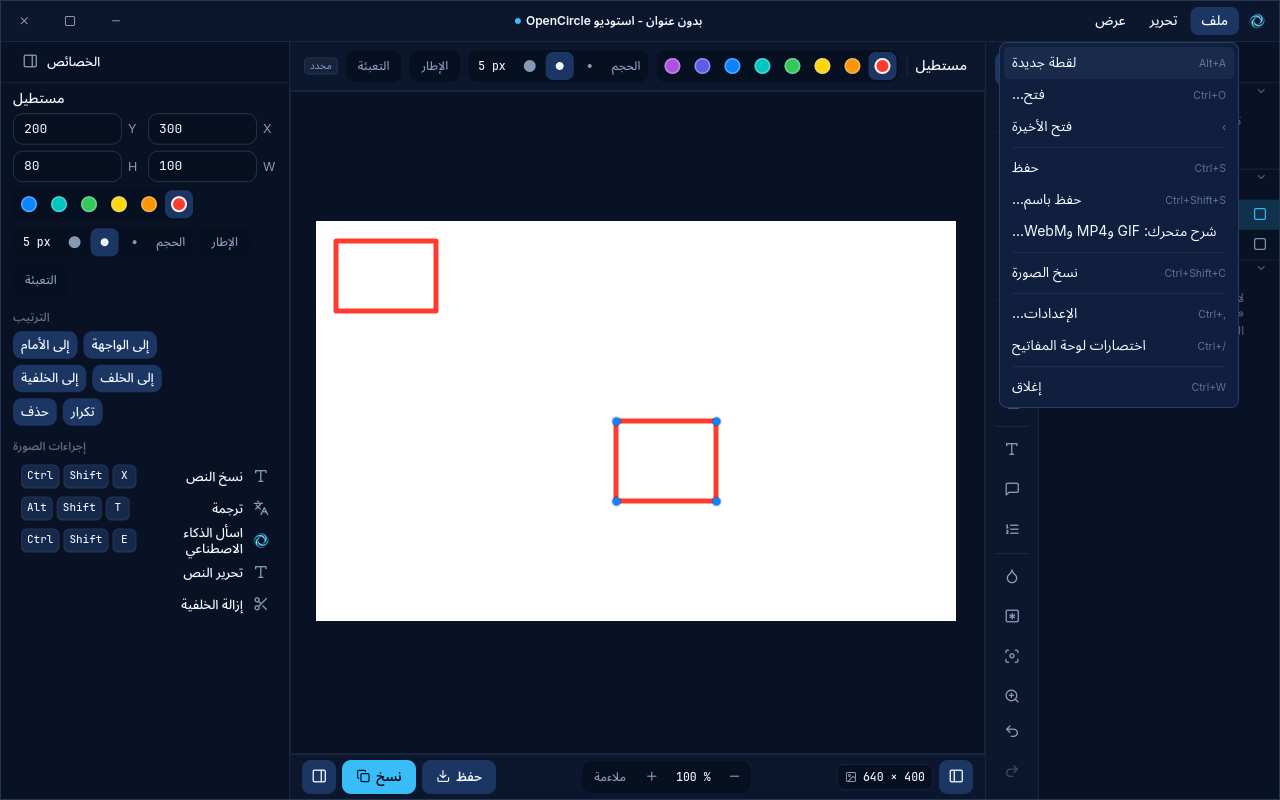 ملف
تحرير
عرض
بدون عنوان - استوديو OpenCircle
لقطة جديدة Alt+A
فتح... Ctrl+O
فتح الأخيرة
حفظ Ctrl+S
حفظ باسم... Ctrl+Shift+S
شرح متحرك: GIF وMP4 وWebM...
نسخ الصورة Ctrl+Shift+C
الإعدادات... Ctrl+,
اختصارات لوحة المفاتيح Ctrl+/
إغلاق Ctrl+W
مستطيل
الحجم
5 px
الإطار
التعبئة
محدد
640 × 400
100 %
ملاءمة
حفظ
نسخ
الخصائص
مستطيل
X 300 Y 200
W 100 H 80
الإطار الحجم 5 px
التعبئة
الترتيب
إلى الواجهة إلى الأمام
إلى الخلف إلى الخلفية
تكرار حذف
إجراءات الصورة
نسخ النص Ctrl Shift X
ترجمة Alt Shift T
اسأل الذكاء
الاصطناعي Ctrl Shift E
تحرير النص
إزالة الخلفية